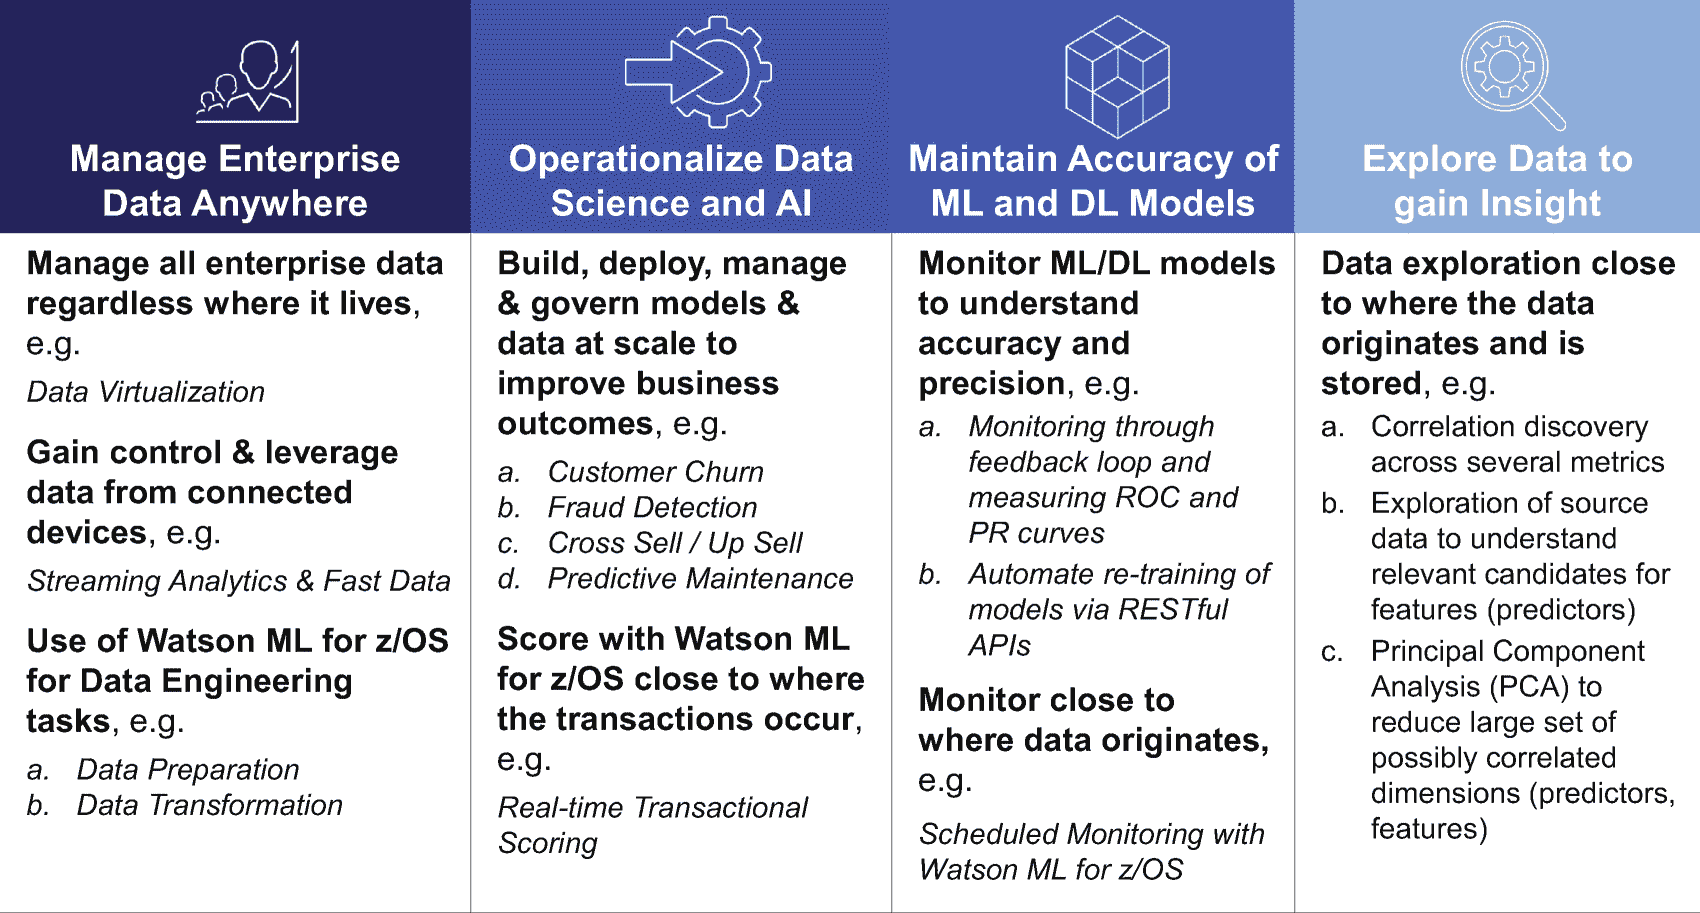 Manage Enterprise
Data Anywhere
Manage all enterprise data
regardless where it lives,
e.g.
Data Virtualization
Gain control & leverage
data from connected
devices, e.g.
Streaming Analytics & Fast Data
Use of Watson ML for z/OS
for Data Engineering
tasks, e.g.
a. Data Preparation
b. Data Transformation
Operationalize Data
Science and AI
Build, deploy, manage
& govern models &
data at scale to
improve business
outcomes, e.g.
a. Customer Churn
b. Fraud Detection
c. Cross Sell / Up Sell
d. Predictive Maintenance
Score with Watson ML
for z/OS close to where
the transactions occur,
e.g.
Real-time Transactional
Scoring
Maintain Accuracy of
ML and DL Models
Monitor ML/DL models
to understand
accuracy and
precision, e.g.
a. Monitoring through
feedback loop and
measuring ROC and
PR curves
b. Automate re-training of
models via RESTful
APIs
Monitor close to
where data originates,
e.g.
Scheduled Monitoring with
Watson ML for z/OS
Explore Data to
gain Insight
Data exploration close
to where the data
originates and is
stored, e.g.
a. Correlation discovery
across several metrics
b. Exploration of source
data to understand
relevant candidates for
features (predictors)
c. Principal Component
Analysis (PCA) to
reduce large set of
possibly correlated
dimensions (predictors,
features)